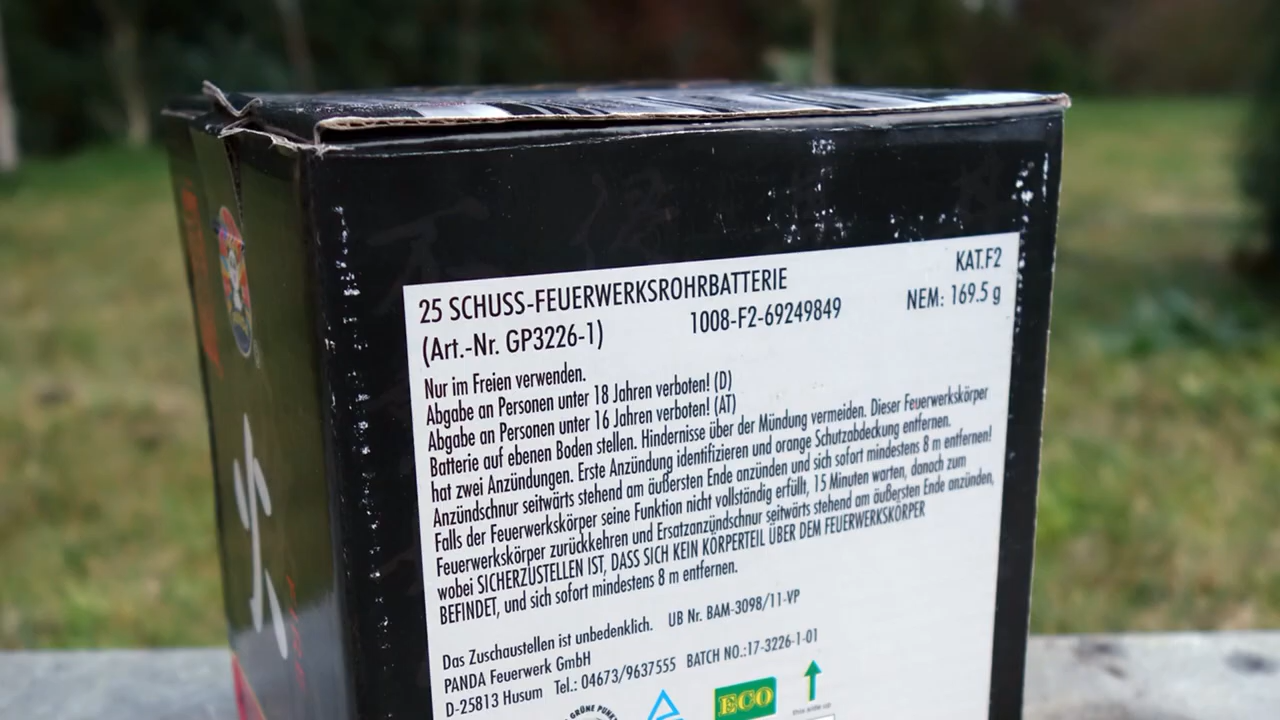 25 SCHUSS-FEUERWERKSROHRBATTERIE
KAT.F2
(Art.-Nr. GP3226-1)
1008-F2-69249849
NEM: 169.5 g
Nur im Freien verwenden.
Abgabe an Personen unter 18 Jahren verboten! (D)
Abgabe an Personen unter 16 Jahren verboten! (AT)
Batterie auf ebenen Boden stellen. Hindernisse über der Mündung vermeiden. Dieser Feuerwerkskörper
hat zwei Anzündungen. Erste Anzündung identifizieren und orange Schutzabdeckung entfernen.
Anzündschnur seitwärts stehend am äußersten Ende anzünden und sich sofort mindestens 8 m entfernen!
Falls der Feuerwerkskörper seine Funktion nicht vollständig erfüllt, 15 Minuten warten, danach zum
Feuerwerkskörper zurückkehren und Ersatzanzündschnur seitwärts stehend am äußersten Ende anzünden,
wobei SICHERZUSTELLEN IST, DASS SICH KEIN KÖRPERTEIL ÜBER DEM FEUERWERKSKÖRPER
BEFINDET, und sich sofort mindestens 8 m entfernen.
Das Zuschaustellen ist unbedenklich. UB Nr. BAM-3098/11-VP
PANDA Feuerwerk GmbH
D-25813 Husum Tel.: 04673/9637555 BATCH NO.:17-3226-1-01
GRÜNE PUNKT
ECO
this side up